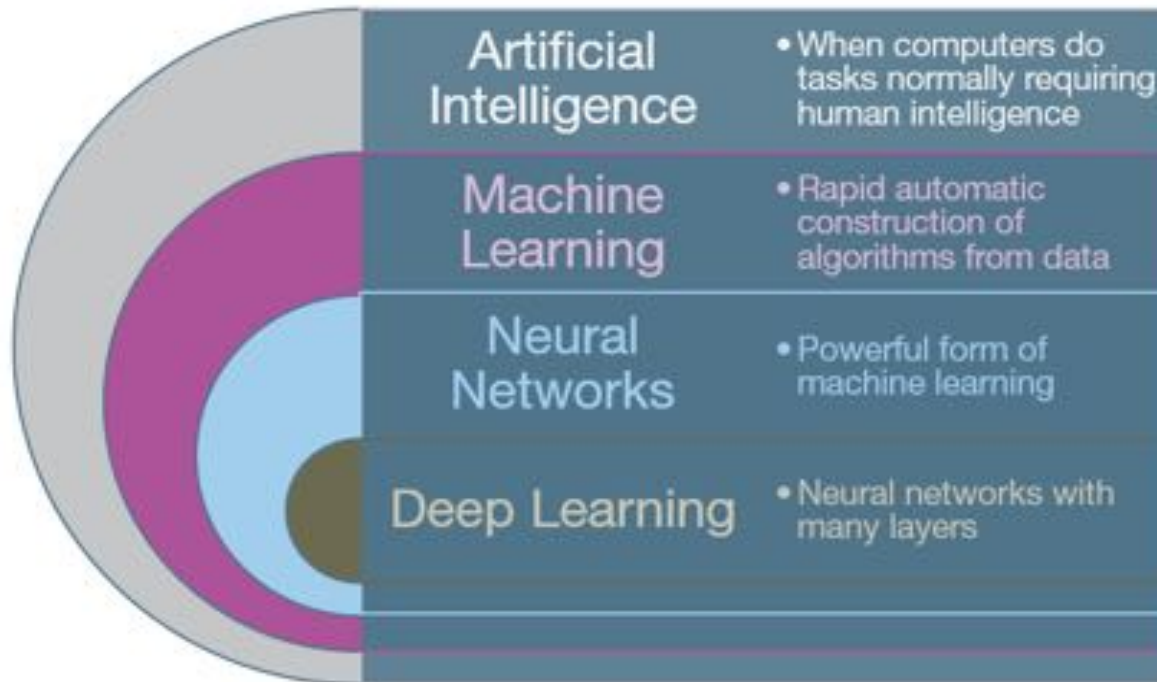 Artificial
Intelligence
• When computers do
tasks normally requiring
human intelligence
Machine
Learning
• Rapid automatic
construction of
algorithms from data
Neural
Networks
• Powerful form of
machine learning
Deep Learning
• Neural networks with
many layers